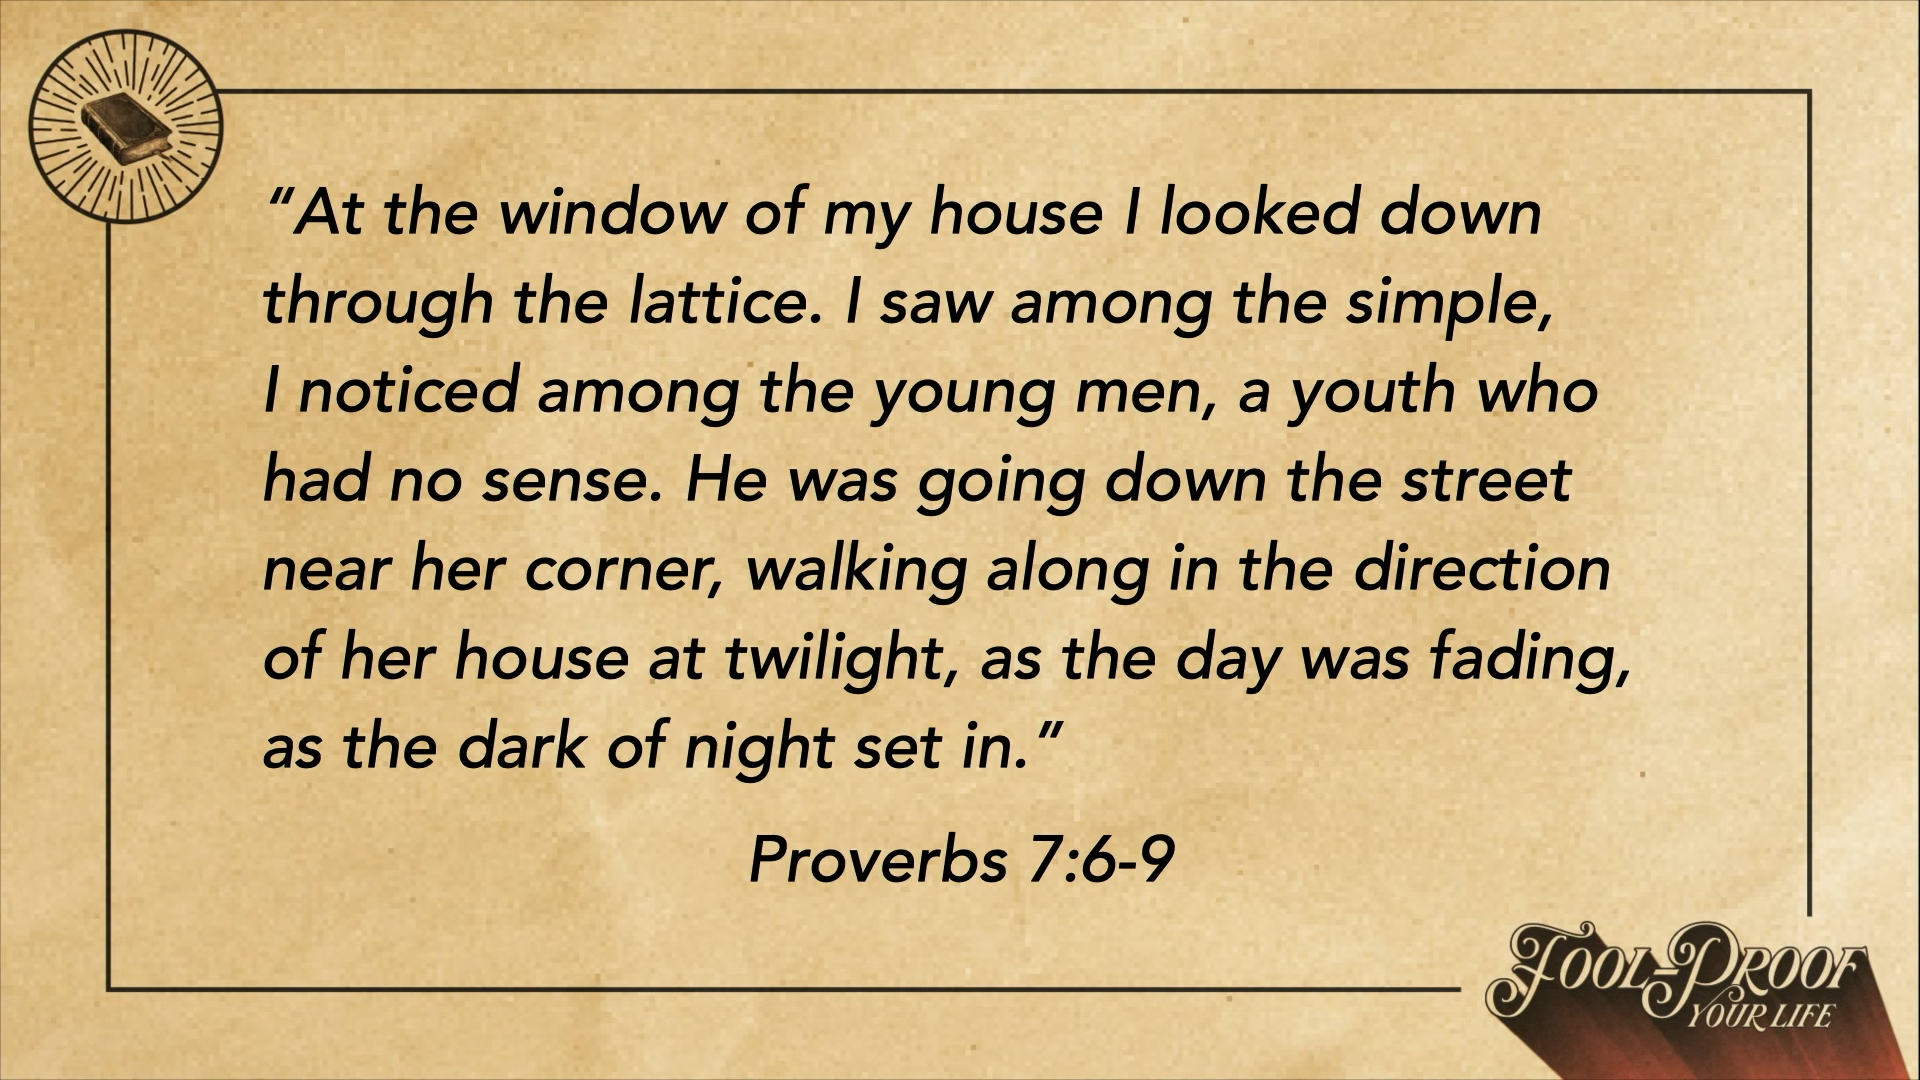 “At the window of my house I looked down
through the lattice. I saw among the simple,
I noticed among the young men, a youth who
had no sense. He was going down the street
near her corner, walking along in the direction
of her house at twilight, as the day was fading,
as the dark of night set in.”
Proverbs 7:6-9
Fool-Proof
Your Life